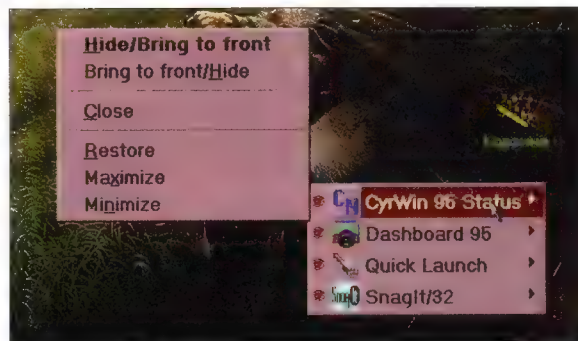 Hide/Bring to front
Bring to front/Hide
Close
Restore
Maximize
Minimize
CyrWin 95 Status
Dashboard 95
Quick Launch
SnagIt/32